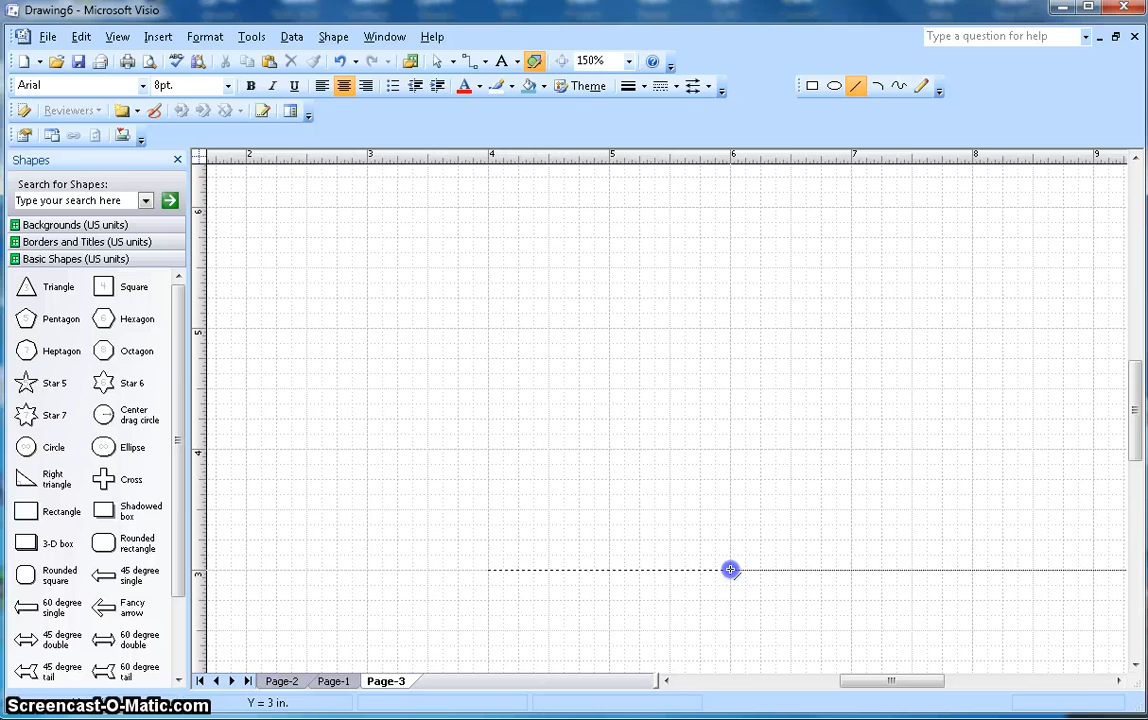 Drawing6 - Microsoft Visio
File Edit View Insert Format Tools Data Shape Window Help
Type a question for help
150%
Arial 8pt. B I U A Theme
Reviewers
Shapes
2 3 4 5 6 7 8 9
Search for Shapes:
Type your search here
6
Backgrounds (US units)
Borders and Titles (US units)
Basic Shapes (US units)
Triangle Square
Pentagon Hexagon
5
Heptagon Octagon
Star 5 Star 6
Star 7 Center drag circle
Circle Ellipse
4
Right triangle Cross
Rectangle Shadowed box
3-D box Rounded rectangle
Rounded square 45 degree single
3
60 degree single Fancy arrow
45 degree double 60 degree double
45 degree tail 60 degree tail
Page-2 Page-1 Page-3
Y = 3 in.
Screencast-O-Matic.com